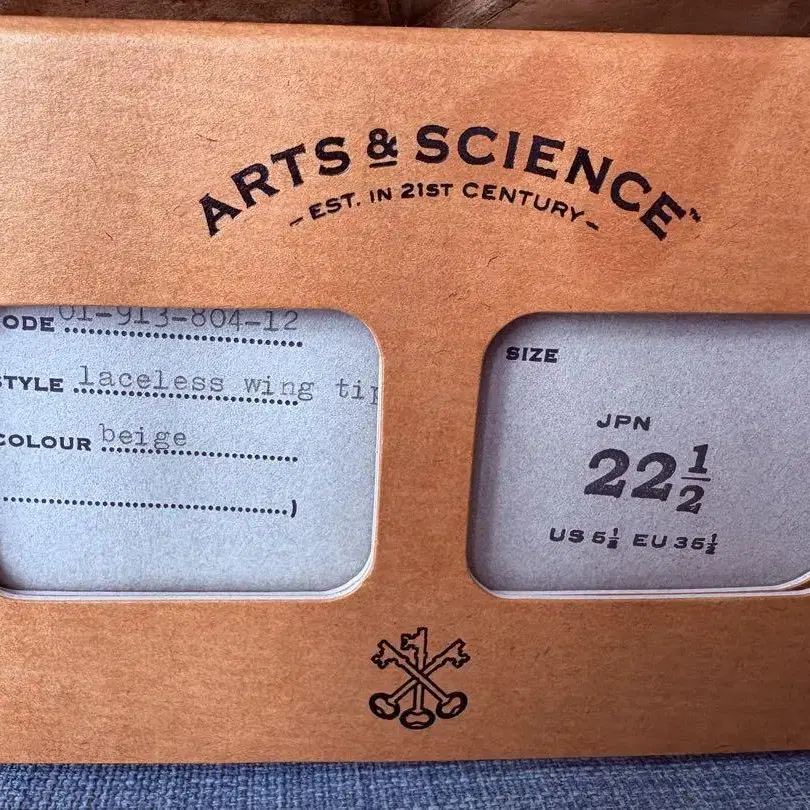 ARTS & SCIENCE™
-EST. IN 21ST CENTURY-
ODE 01-913-804-12
STYLE laceless wing tip
COLOUR beige
)
SIZE
JPN
22 1/2
US 5 1/2 EU 35 1/2